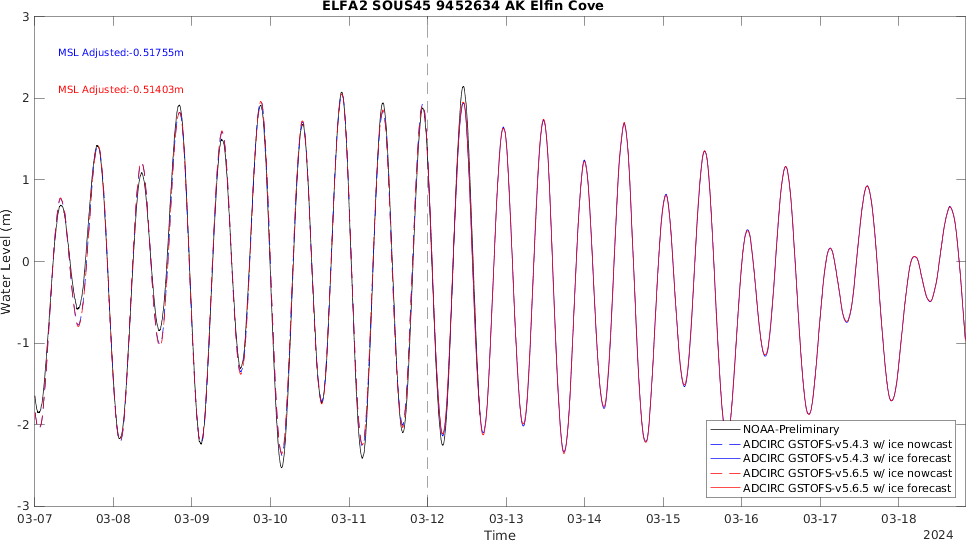 ELFA2 SOUS45 9452634 AK Elfin Cove
3
MSL Adjusted:-0.51755m
MSL Adjusted:-0.51403m
2
1
0
-1
-2
-3
Water Level (m)
NOAA-Preliminary
ADCIRC GSTOFS-v5.4.3 w/ ice nowcast
ADCIRC GSTOFS-v5.4.3 w/ ice forecast
ADCIRC GSTOFS-v5.6.5 w/ ice nowcast
ADCIRC GSTOFS-v5.6.5 w/ ice forecast
03-07 03-08 03-09 03-10 03-11 03-12 03-13 03-14 03-15 03-16 03-17 03-18
Time
2024